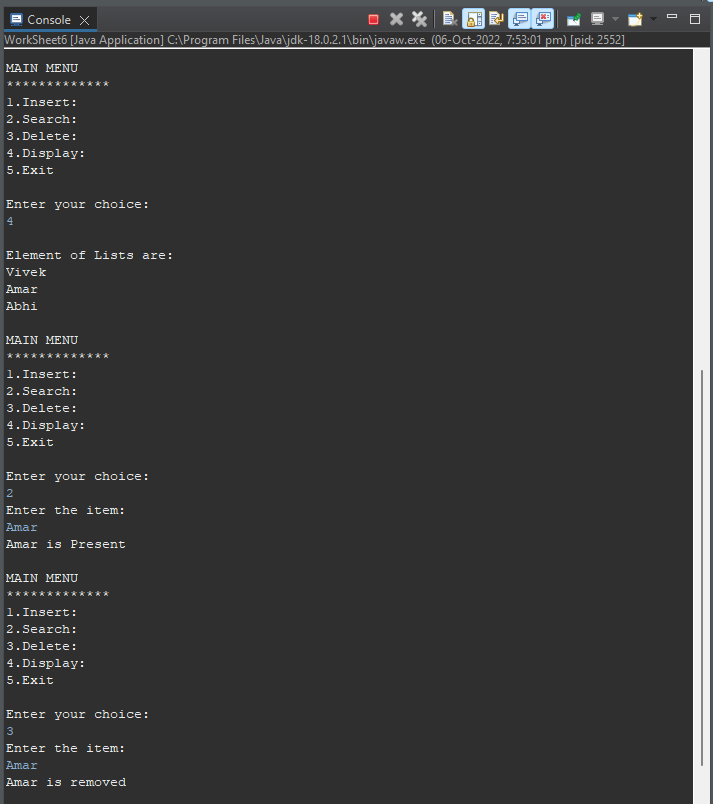 Console
WorkSheet6 [Java Application] C:\Program Files\Java\jdk-18.0.2.1\bin\javaw.exe (06-Oct-2022, 7:53:01 pm) [pid: 2552]
MAIN MENU
*************
1.Insert:
2.Search:
3.Delete:
4.Display:
5.Exit
Enter your choice:
4
Element of Lists are:
Vivek
Amar
Abhi
MAIN MENU
*************
1.Insert:
2.Search:
3.Delete:
4.Display:
5.Exit
Enter your choice:
2
Enter the item:
Amar
Amar is Present
MAIN MENU
*************
1.Insert:
2.Search:
3.Delete:
4.Display:
5.Exit
Enter your choice:
3
Enter the item:
Amar
Amar is removed